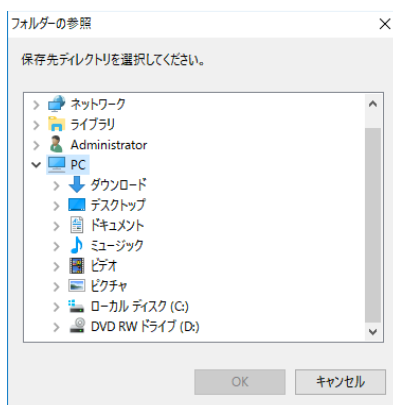 フォルダーの参照
保存先ディレクトリを選択してください。
ネットワーク
ライブラリ
Administrator
PC
ダウンロード
デスクトップ
ドキュメント
ミュージック
ビデオ
ピクチャ
ローカル ディスク (C:)
DVD RW ドライブ (D:)
OK
キャンセル